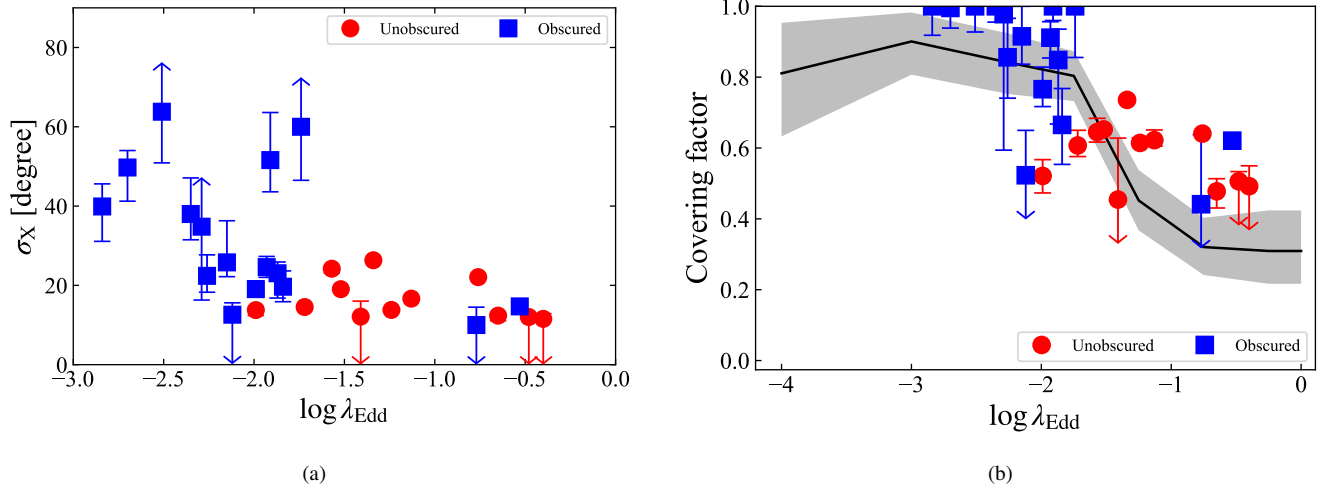 Unobscured Obscured
80
60
40
20
0
σX [degree]
−3.0 −2.5 −2.0 −1.5 −1.0 −0.5 0.0
log λEdd
(a)
1.0
0.8
0.6
0.4
0.2
0.0
Covering factor
Unobscured Obscured
−4 −3 −2 −1 0
log λEdd
(b)